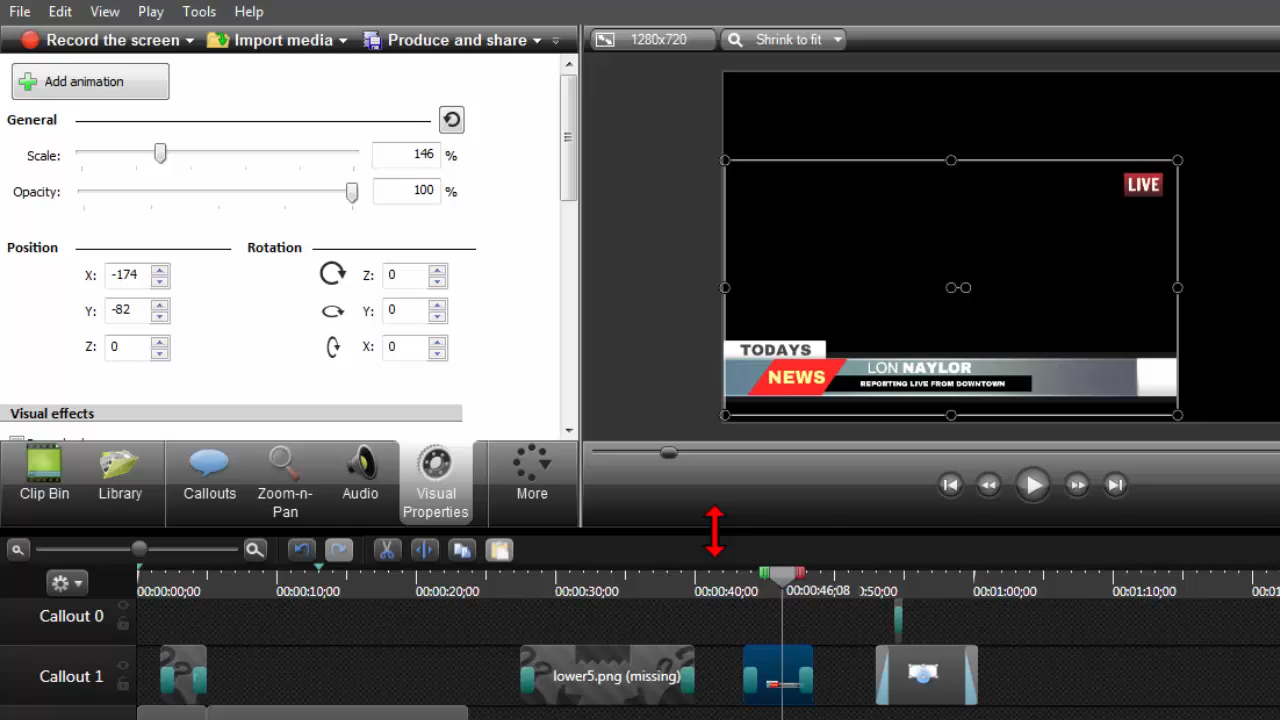 File Edit View Play Tools Help
Record the screen Import media Produce and share
1280x720 Shrink to fit
Add animation
General
Scale: 146 %
Opacity: 100 %
Position Rotation
X: -174 Z: 0
Y: -82 Y: 0
Z: 0 X: 0
Visual effects
LIVE
TODAYS
NEWS LON NAYLOR
REPORTING LIVE FROM DOWNTOWN
Clip Bin Library Callouts Zoom-n-Pan Audio Visual Properties More
00:00:00;00 00:00:10;00 00:00:20;00 00:00:30;00 00:00:40;00 00:00:46;08 50:00 00:01:00;00 00:01:10;00 00:01
Callout 0
Callout 1 lower5.png (missing)